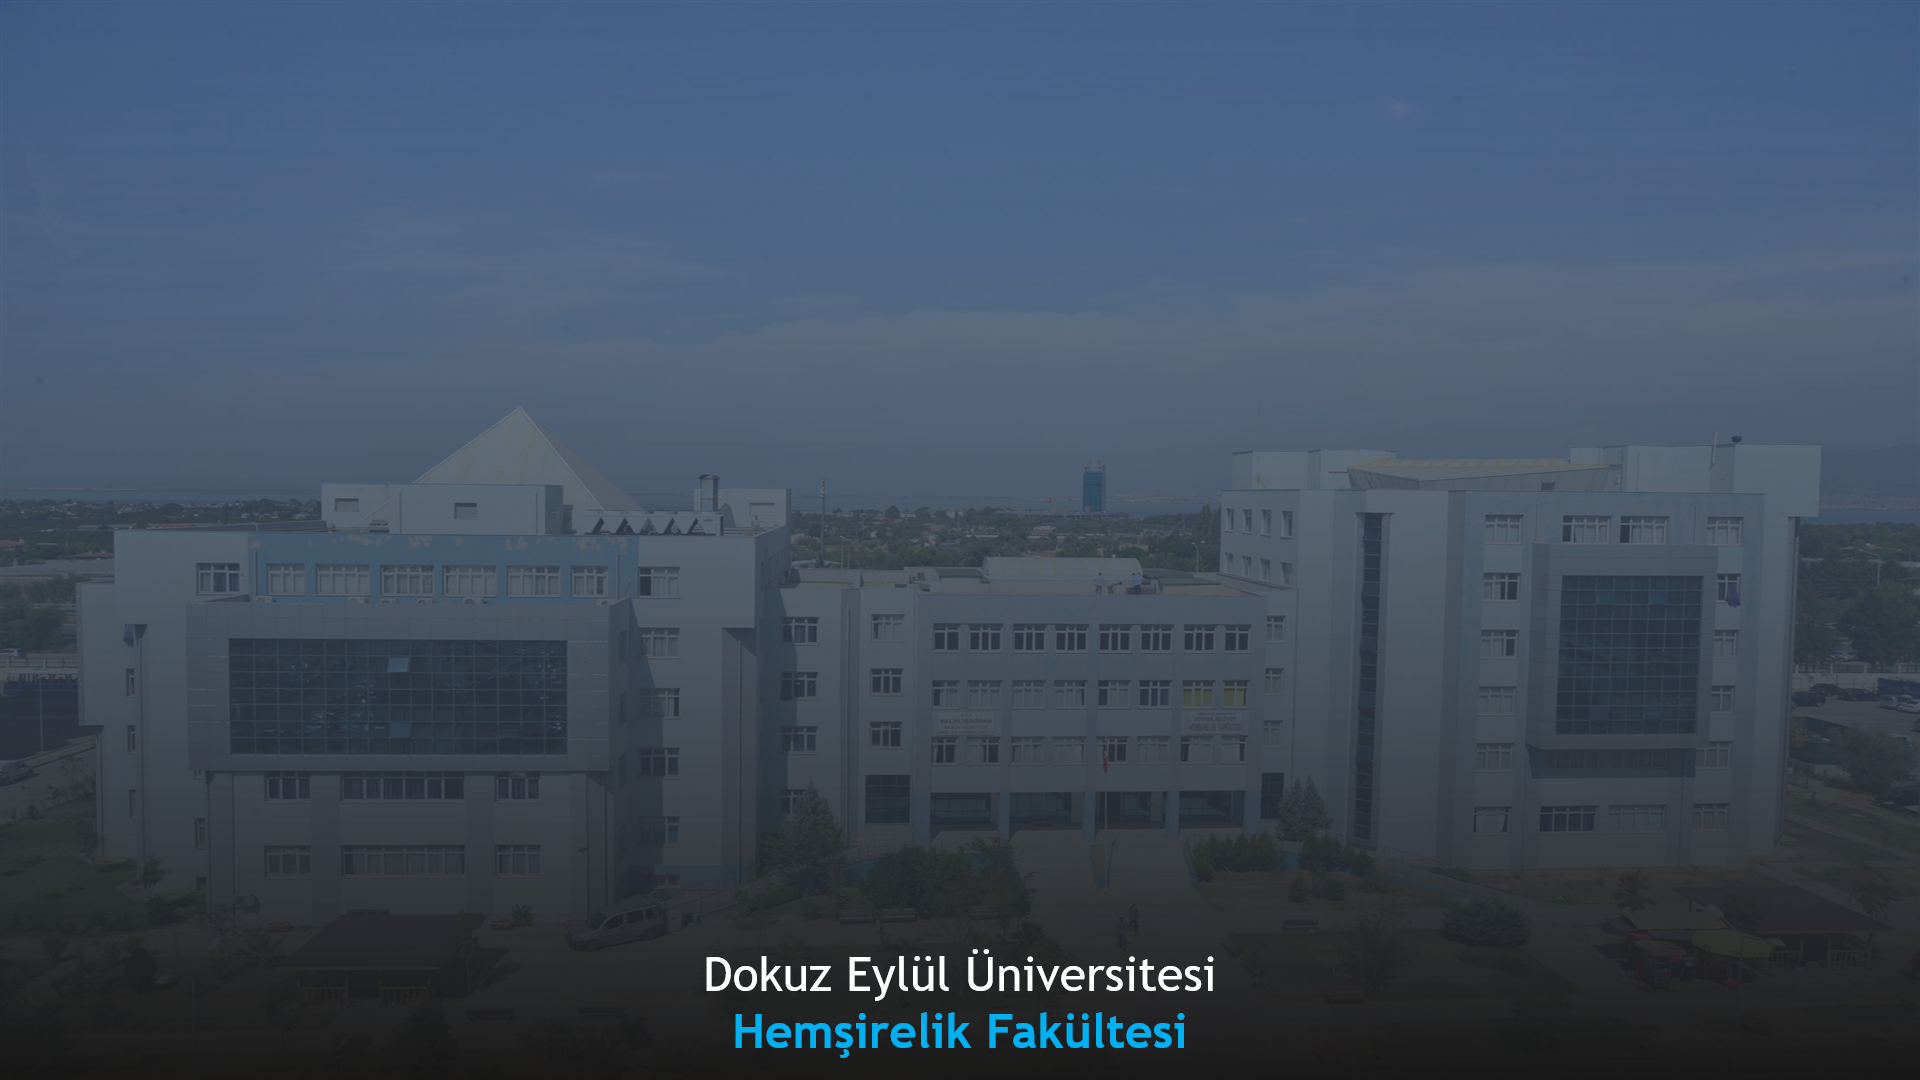 Dokuz Eylül Üniversitesi
Hemşirelik Fakültesi